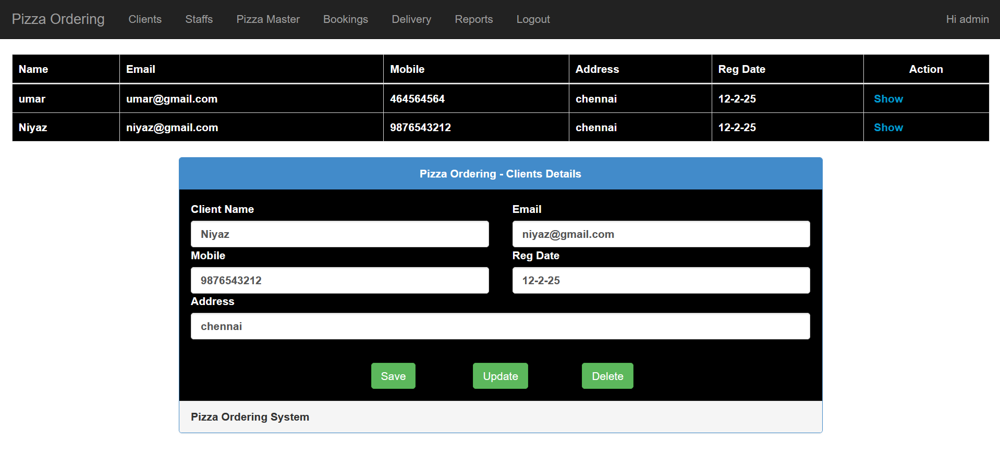 Pizza Ordering Clients Staffs Pizza Master Bookings Delivery Reports Logout Hi admin
Name Email Mobile Address Reg Date Action
umar umar@gmail.com 464564564 chennai 12-2-25 Show
Niyaz niyaz@gmail.com 9876543212 chennai 12-2-25 Show
Pizza Ordering - Clients Details
Client Name Email
Niyaz niyaz@gmail.com
Mobile Reg Date
9876543212 12-2-25
Address
chennai
Save Update Delete
Pizza Ordering System